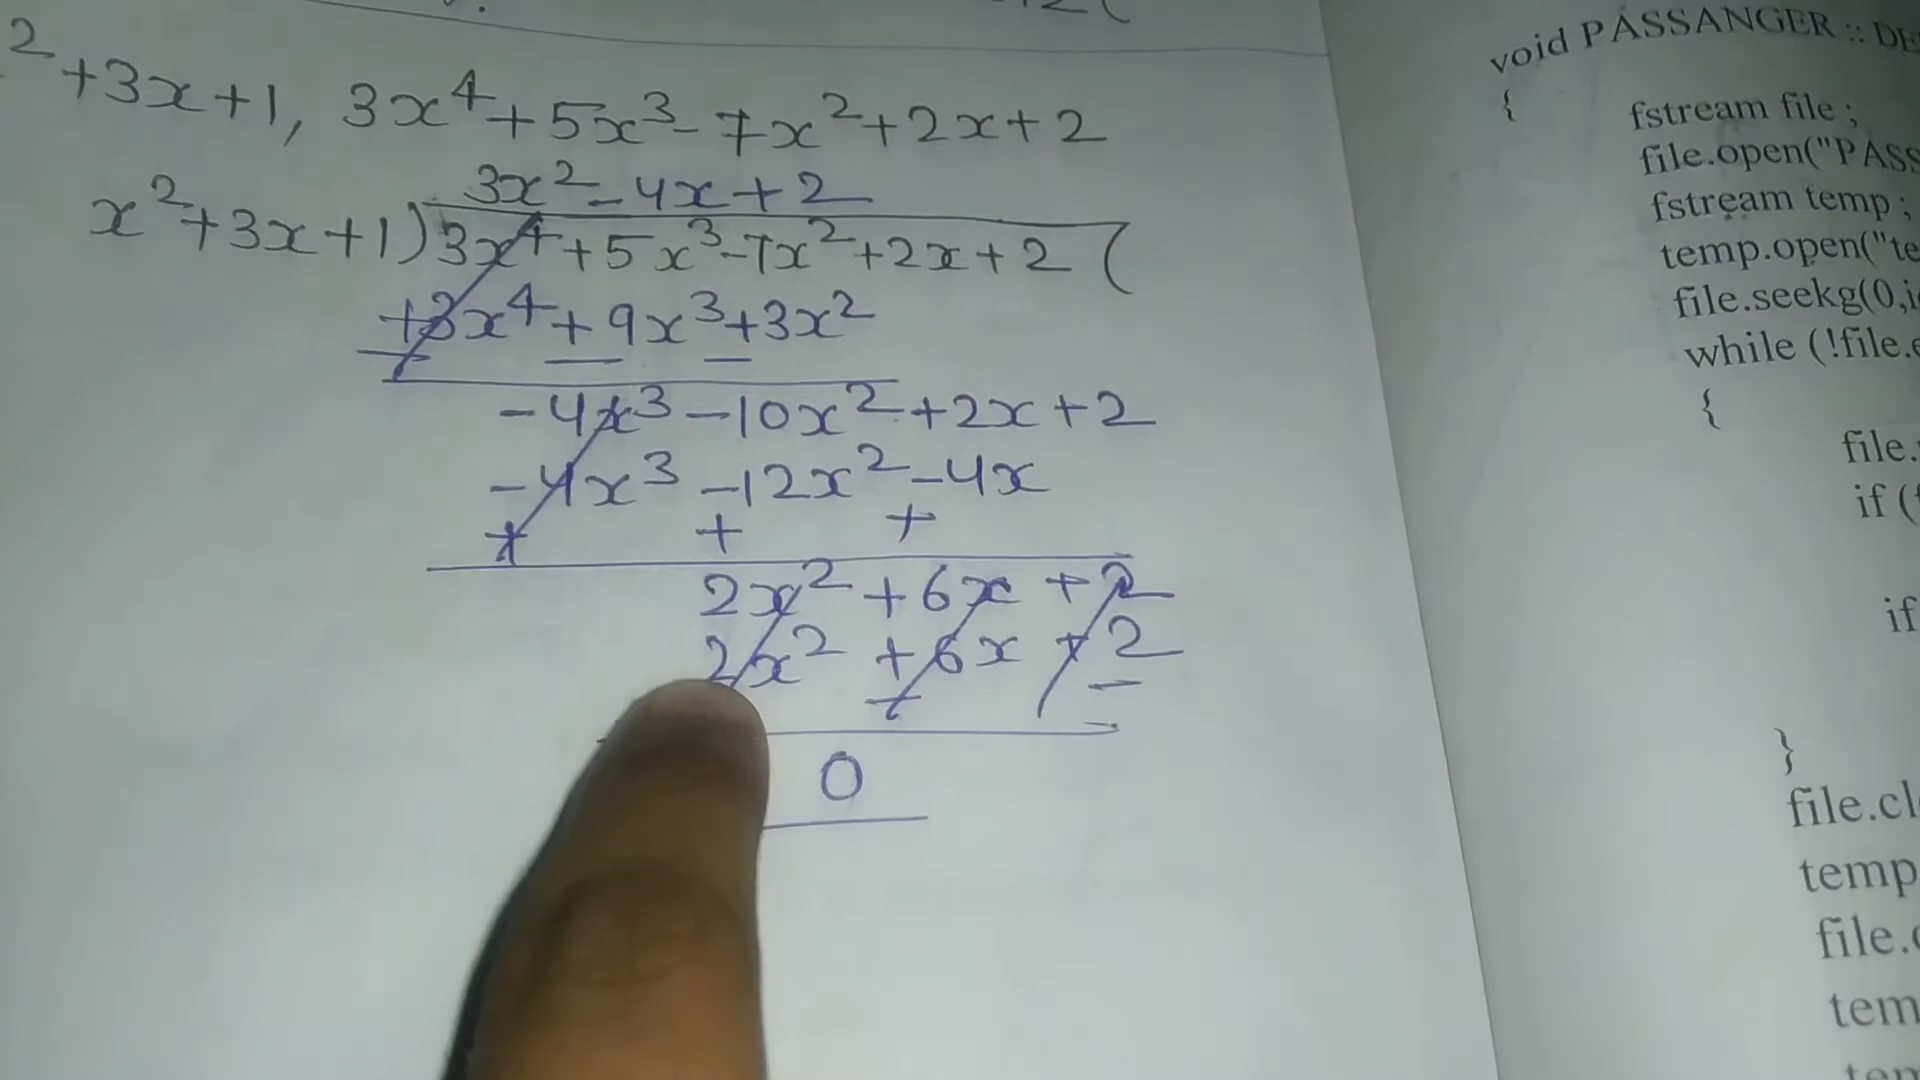 ²+3x+1, 3x⁴+5x³-7x²+2x+2
3x²-4x+2
x²+3x+1)3x⁴+5x³-7x²+2x+2(
+3x⁴+9x³+3x²
- - -
-4x³-10x²+2x+2
-4x³-12x²-4x
+ + +
2x²+6x+2
2x²+6x+2
- -
0
void PASSANGER :: DE
{
fstream file ;
file.open("PASS
fstream temp ;
temp.open("te
file.seekg(0,i
while (!file.e
{
file.
if (
if
}
file.cl
temp
file.
tem